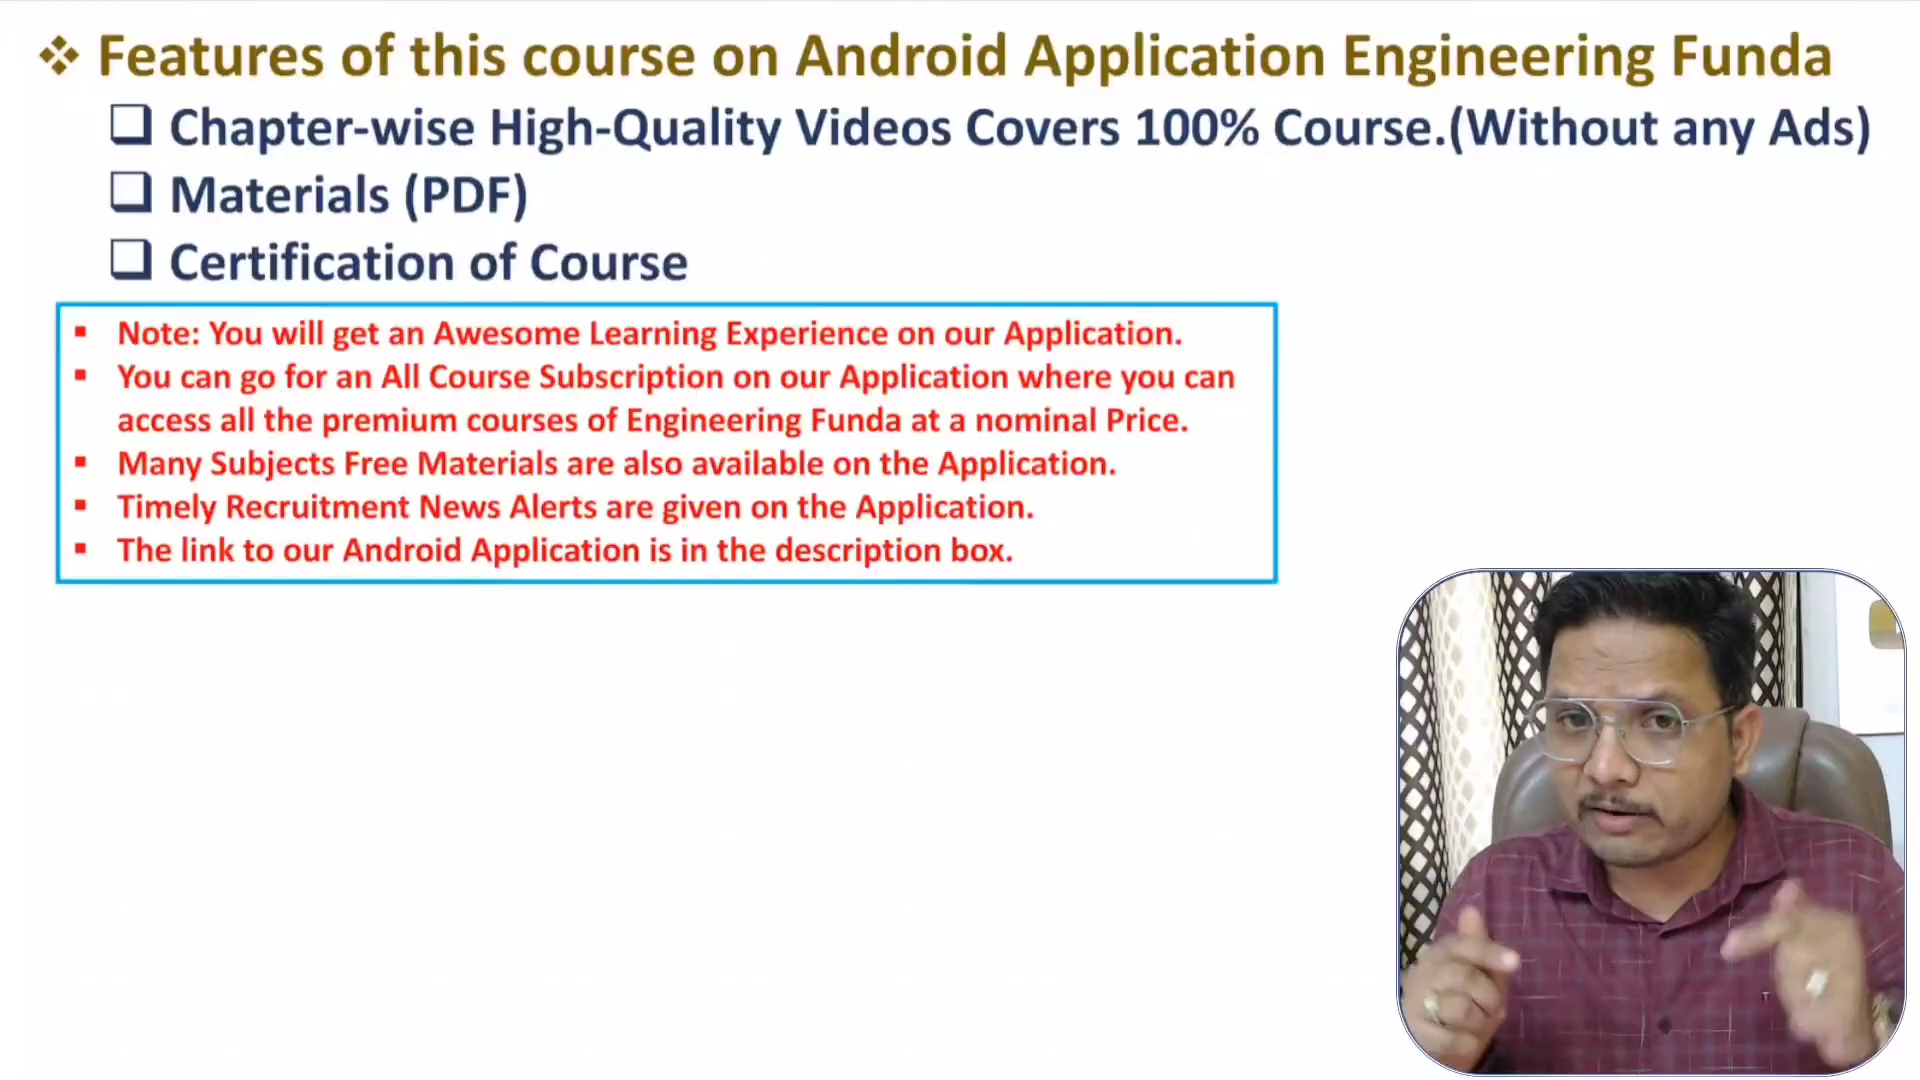 Features of this course on Android Application Engineering Funda
Chapter-wise High-Quality Videos Covers 100% Course.(Without any Ads)
Materials (PDF)
Certification of Course
Note: You will get an Awesome Learning Experience on our Application.
You can go for an All Course Subscription on our Application where you can
access all the premium courses of Engineering Funda at a nominal Price.
Many Subjects Free Materials are also available on the Application.
Timely Recruitment News Alerts are given on the Application.
The link to our Android Application is in the description box.